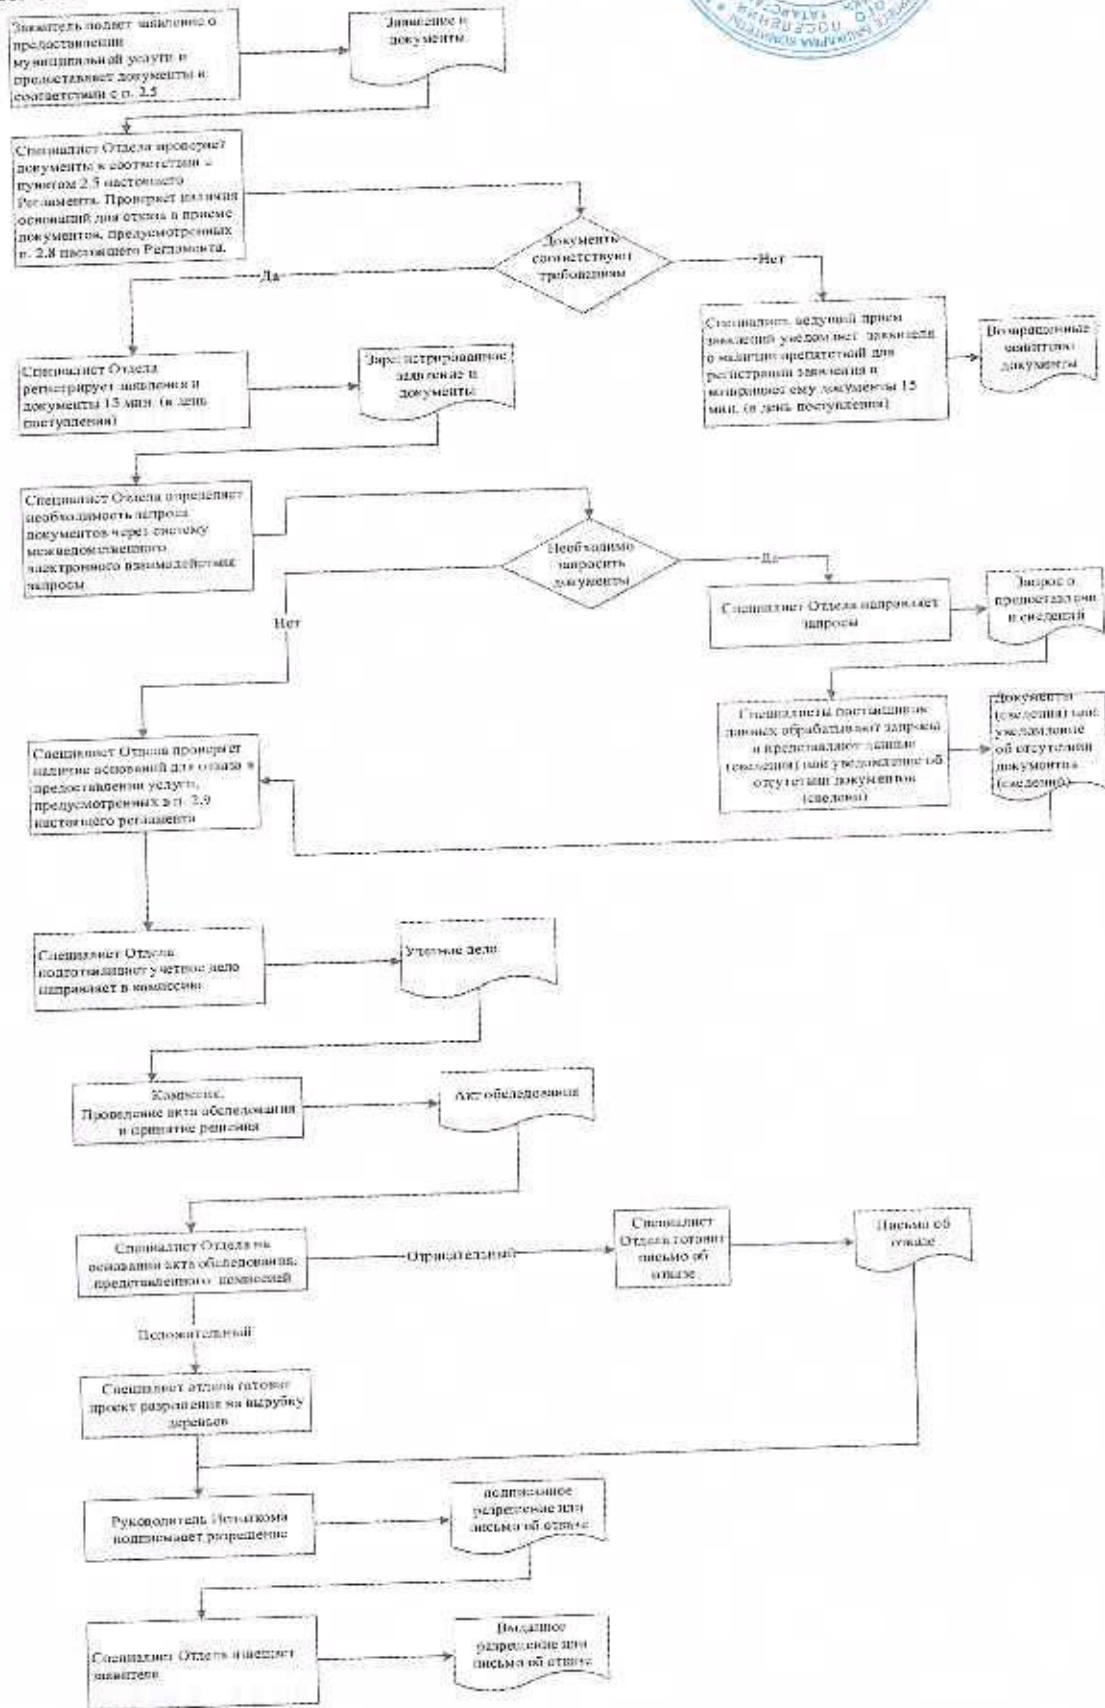 Заявитель подает заявление о
предоставлении
муниципальной услуги и
предоставляет документы в
соответствии с п. 2.5
Заявление и
документы
Специалист Отдела проверяет
документы в соответствии с
пунктом 2.5 настоящего
Регламента. Проверяет наличия
оснований для отказа в приеме
документов, предусмотренных
п. 2.8 настоящего Регламента.
Документы
соответствуют
требованиям
Да
Нет
Специалист Отдела
регистрирует заявления и
документы 15 мин. (в день
поступления)
Зарегистрированное
заявление и
документы
Специалист, ведущий прием
заявлений уведомляет заявителя
о наличии препятствий для
регистрации заявления и
возвращает ему документы 15
мин. (в день поступления)
Возвращенные
заявителю
документы
Специалист Отдела определяет
необходимость запроса
документов через систему
межведомственного
электронного взаимодействия
запросы
Необходимо
запросить
документы
Да
Нет
Специалист Отдела направляет
запросы
Запрос о
предоставлени
и сведений
Специалисты поставщиков
данных обрабатывают запросы
и представляют данные
(сведения) или уведомление об
отсутствии документов
(сведений)
Документы
(сведения) или
уведомление
об отсутствии
документов
(сведений)
Специалист Отдела проверяет
наличие оснований для отказа в
предоставлении услуги,
предусмотренных в п. 2.9
настоящего регламента
Специалист Отдела
подготавливает учетное дело
направляет в комиссию
Учетное дело
Комиссия.
Проведение акта обследования
и принятие решения
Акт обследования
Специалист Отдела на
основании акта обследования,
представленного комиссией
Отрицательный
Специалист
Отдела готовит
письмо об
отказе
Письмо об
отказе
Положительный
Специалист отдела готовит
проект разрешения на вырубку
деревьев
Руководитель Исполкома
подписывает разрешение
подписанное
разрешение или
письмо об отказе
Специалист Отдела извещает
заявителя
Выданное
разрешение или
письмо об отказе